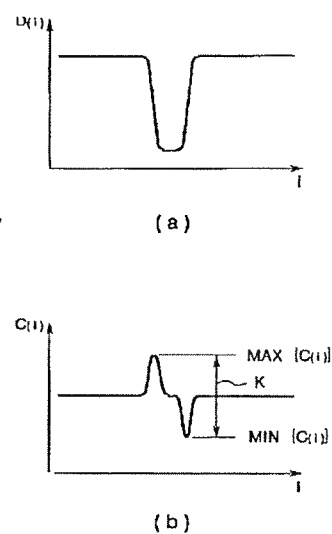 D(i)
i
(a)
C(i)
MAX [C(i)]
K
MIN [C(i)]
i
(b)